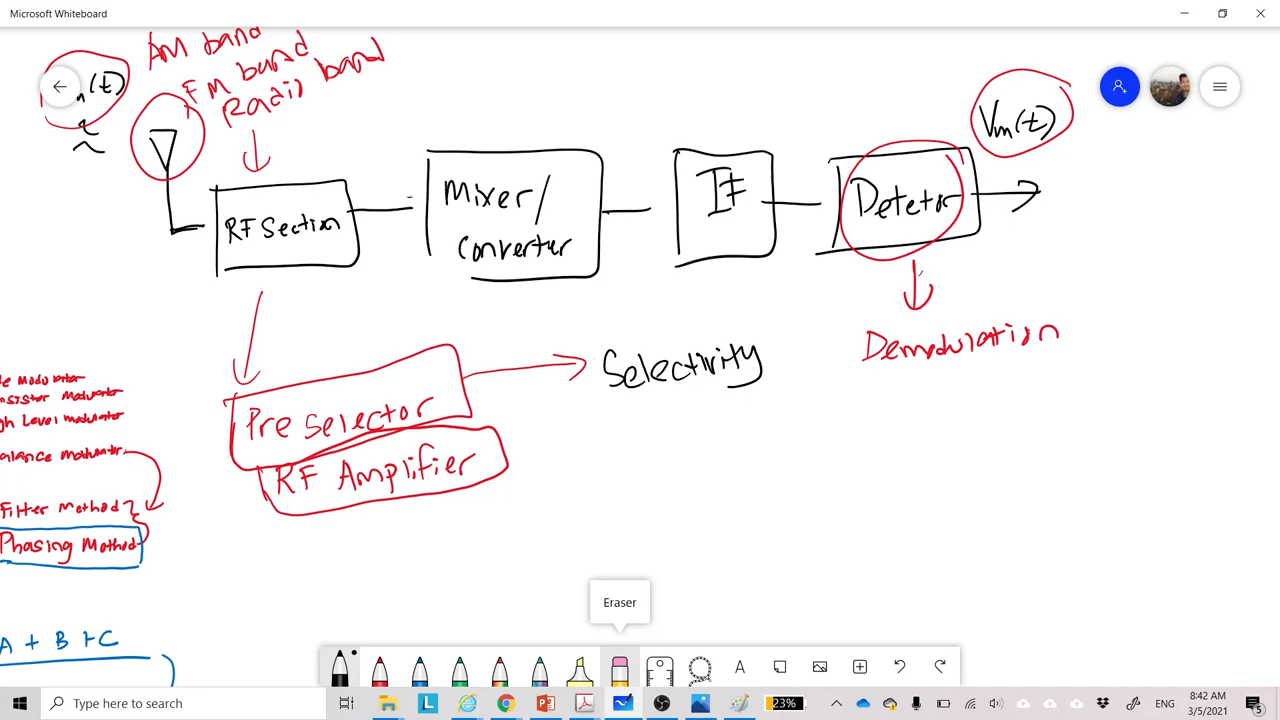 Microsoft Whiteboard
AM band
FM band
Radio band
(t)
Vm(t)
RF Section
Mixer/
Converter
IF
Detetor
Demodulation
Selectivity
Pre selector
RF Amplifier
High Level modulator
Filter Method
Phasing Method
A + B + C
Eraser
A
Type here to search
L
23%
ENG
8:42 AM
3/5/2021
5